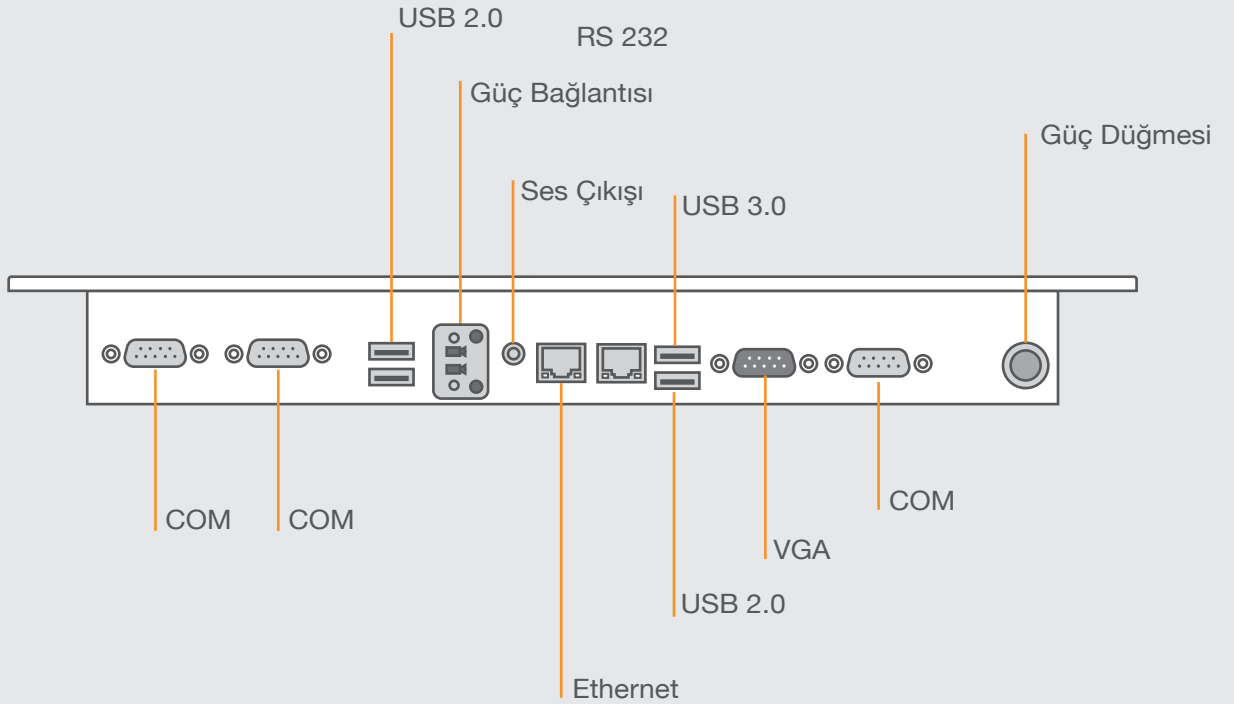 USB 2.0
RS 232
Güç Bağlantısı
Güç Düğmesi
Ses Çıkışı
USB 3.0
COM
COM
COM
VGA
USB 2.0
Ethernet